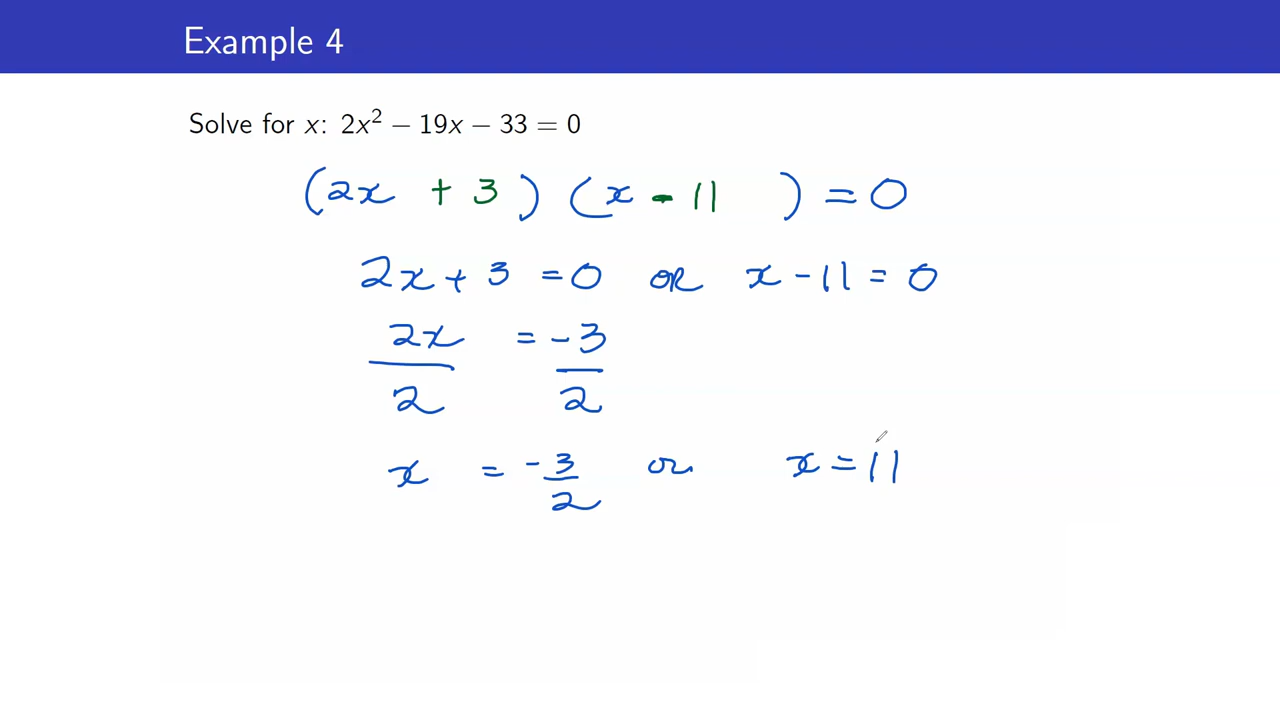 Example 4
Solve for x: 2x² − 19x − 33 = 0
(2x + 3) (x - 11) = 0
2x + 3 = 0 or x - 11 = 0
2x = -3
2 2
x = -3/2 or x = 11